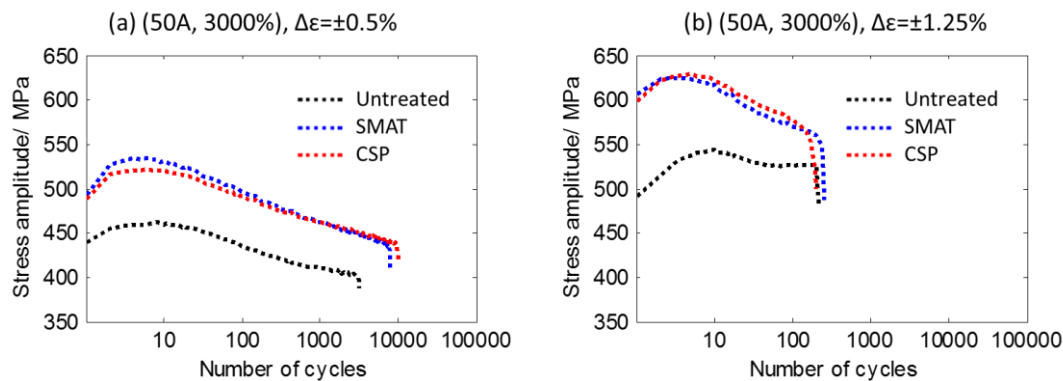 (a) (50A, 3000%), Δε=±0.5%
650
600
550
500
450
400
350
Stress amplitude/ MPa
Untreated
SMAT
CSP
10
100
1000
10000
100000
Number of cycles
(b) (50A, 3000%), Δε=±1.25%
650
600
550
500
450
400
350
Stress amplitude/ MPa
Untreated
SMAT
CSP
10
100
1000
10000
100000
Number of cycles